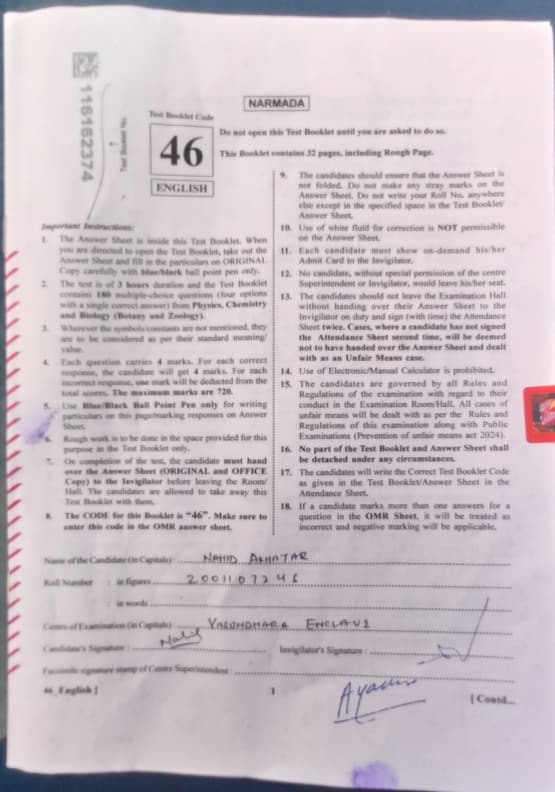 NARMADA
116162374
Test Booklet No.
Test Booklet Code
46
ENGLISH
Do not open this Test Booklet until you are asked to do so.
This Booklet contains 32 pages, including Rough Page.
Important Instructions:
1. The Answer Sheet is inside this Test Booklet. When
you are directed to open the Test Booklet, take out the
Answer Sheet and fill in the particulars on ORIGINAL
Copy carefully with blue/black ball point pen only.
2. The test is of 3 hours duration and the Test Booklet
contains 180 multiple-choice questions (four options
with a single correct answer) from Physics, Chemistry
and Biology (Botany and Zoology).
3. Wherever the symbols/constants are not mentioned, they
are to be considered as per their standard meaning/
value.
4. Each question carries 4 marks. For each correct
response, the candidate will get 4 marks. For each
incorrect response, one mark will be deducted from the
total scores. The maximum marks are 720.
5. Use Blue/Black Ball Point Pen only for writing
particulars on this page/marking responses on Answer
Sheet.
6. Rough work is to be done in the space provided for this
purpose in the Test Booklet only.
7. On completion of the test, the candidate must hand
over the Answer Sheet (ORIGINAL and OFFICE
Copy) to the Invigilator before leaving the Room/
Hall. The candidates are allowed to take away this
Test Booklet with them.
8. The CODE for this Booklet is "46". Make sure to
enter this code in the OMR answer sheet.
9. The candidates should ensure that the Answer Sheet is
not folded. Do not make any stray marks on the
Answer Sheet. Do not write your Roll No. anywhere
else except in the specified space in the Test Booklet/
Answer Sheet.
10. Use of white fluid for correction is NOT permissible
on the Answer Sheet.
11. Each candidate must show on-demand his/her
Admit Card to the Invigilator.
12. No candidate, without special permission of the centre
Superintendent or Invigilator, would leave his/her seat.
13. The candidates should not leave the Examination Hall
without handing over their Answer Sheet to the
Invigilator on duty and sign (with time) the Attendance
Sheet twice. Cases, where a candidate has not signed
the Attendance Sheet second time, will be deemed
not to have handed over the Answer Sheet and dealt
with as an Unfair Means case.
14. Use of Electronic/Manual Calculator is prohibited.
15. The candidates are governed by all Rules and
Regulations of the examination with regard to their
conduct in the Examination Room/Hall. All cases of
unfair means will be dealt with as per the Rules and
Regulations of this examination along with Public
Examinations (Prevention of unfair means act 2024).
16. No part of the Test Booklet and Answer Sheet shall
be detached under any circumstances.
17. The candidates will write the Correct Test Booklet Code
as given in the Test Booklet/Answer Sheet in the
Attendance Sheet.
18. If a candidate marks more than one answers for a
question in the OMR Sheet, it will be treated as
incorrect and negative marking will be applicable.
Name of the Candidate (in Capitals) : NAHID AKHATAR
Roll Number : in figures 2001107246
: in words
Centre of Examination (in Capitals) : VASUNDHARA ENCLAVE
Candidate's Signature : Nahid Invigilator's Signature :
Facsimile signature stamp of Centre Superintendent :
46_English ] 1 [ Contd...